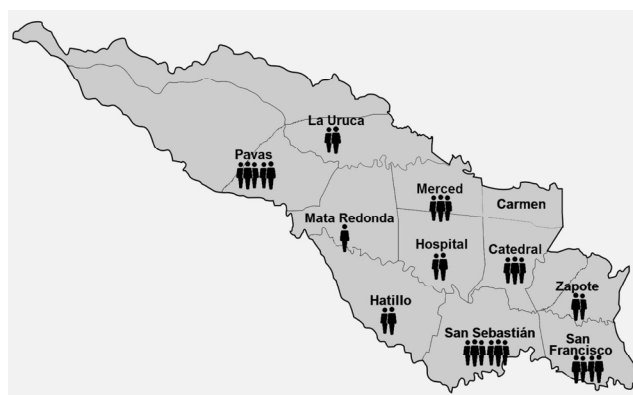 La Uruca
Pavas
Merced
Carmen
Mata Redonda
Hospital
Catedral
Zapote
Hatillo
San Sebastián
San
Francisco